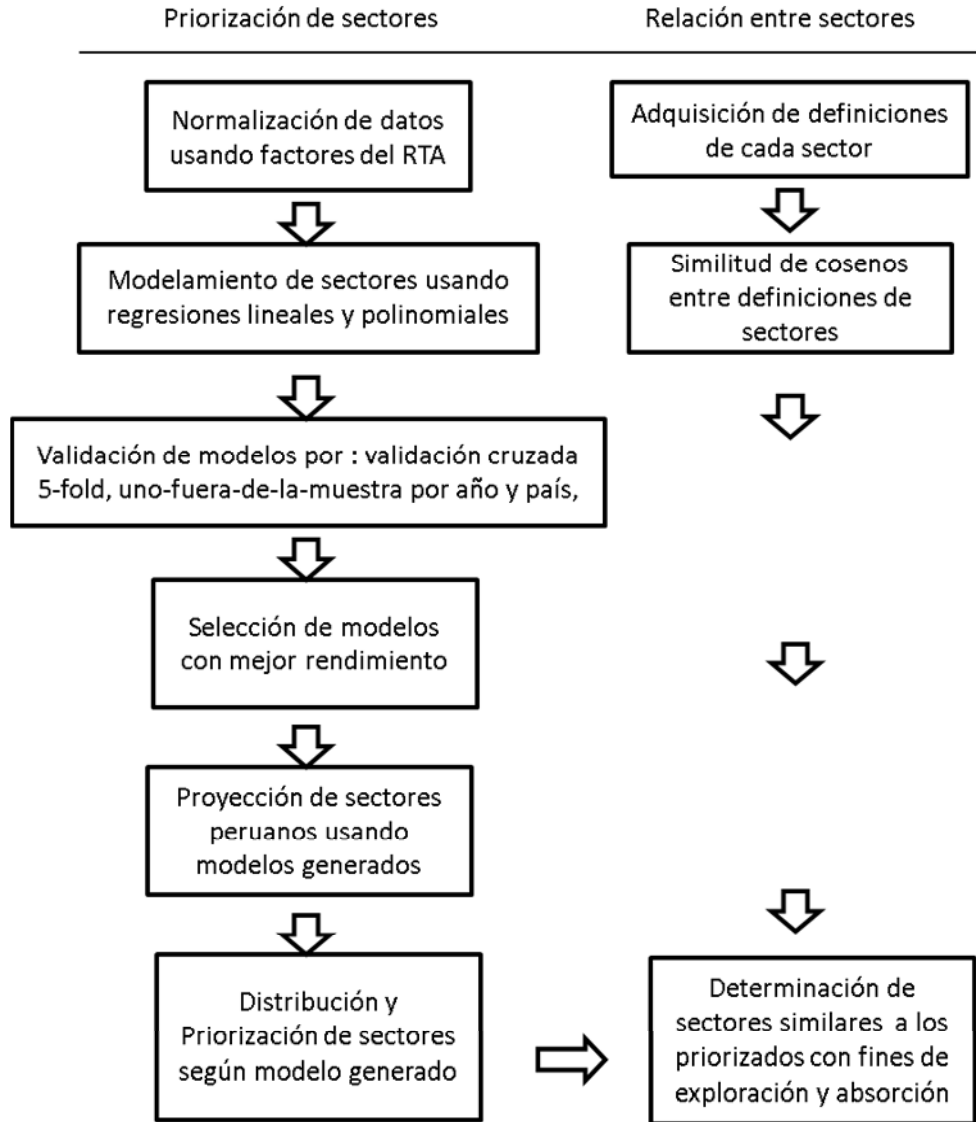 Priorización de sectores
Relación entre sectores
Normalización de datos
usando factores del RTA
Adquisición de definiciones
de cada sector
Modelamiento de sectores usando
regresiones lineales y polinomiales
Similitud de cosenos
entre definiciones de
sectores
Validación de modelos por : validación cruzada
5-fold, uno-fuera-de-la-muestra por año y país,
Selección de modelos
con mejor rendimiento
Proyección de sectores
peruanos usando
modelos generados
Distribución y
Priorización de sectores
según modelo generado
Determinación de
sectores similares a los
priorizados con fines de
exploración y absorción